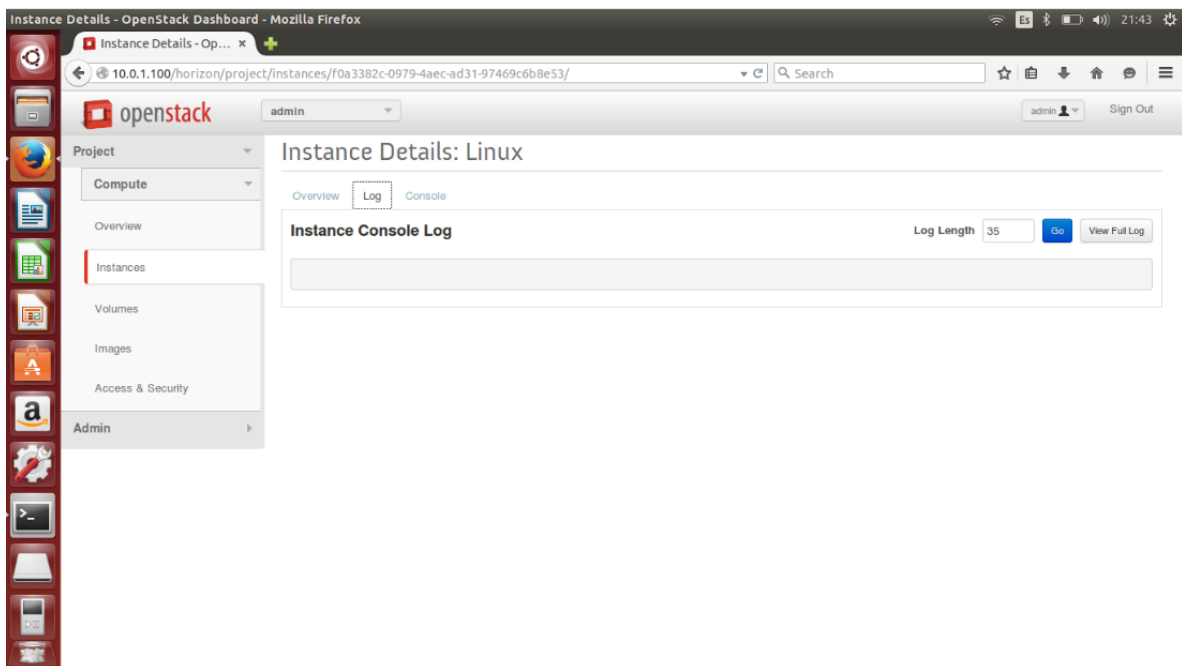 Instance Details - OpenStack Dashboard - Mozilla Firefox
Es 21:43
Instance Details - Op... ×
10.0.1.100/horizon/project/instances/f0a3382c-0979-4aec-ad31-97469c6b8e53/ Search
openstack admin admin Sign Out
Project
Compute
Overview
Instances
Volumes
Images
Access & Security
Admin
Instance Details: Linux
Overview Log Console
Instance Console Log Log Length 35 Go View Full Log